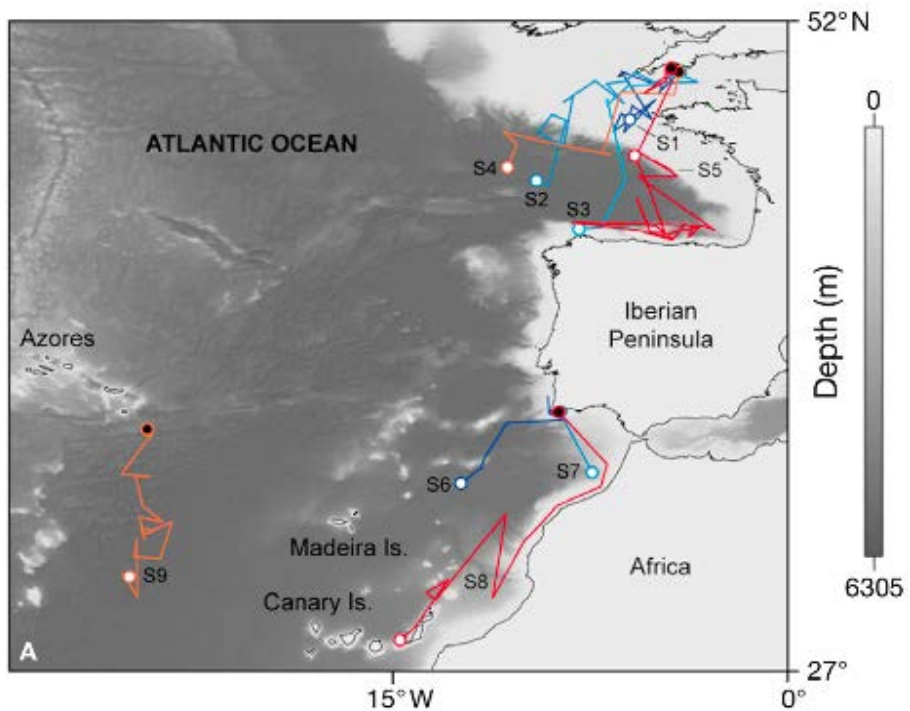 52°N
0
ATLANTIC OCEAN
S1
S4
S5
S2
S3
Depth (m)
Iberian
Peninsula
Azores
S6
S7
Madeira Is.
S9
S8
Africa
Canary Is.
6305
A
27°
15°W
0°